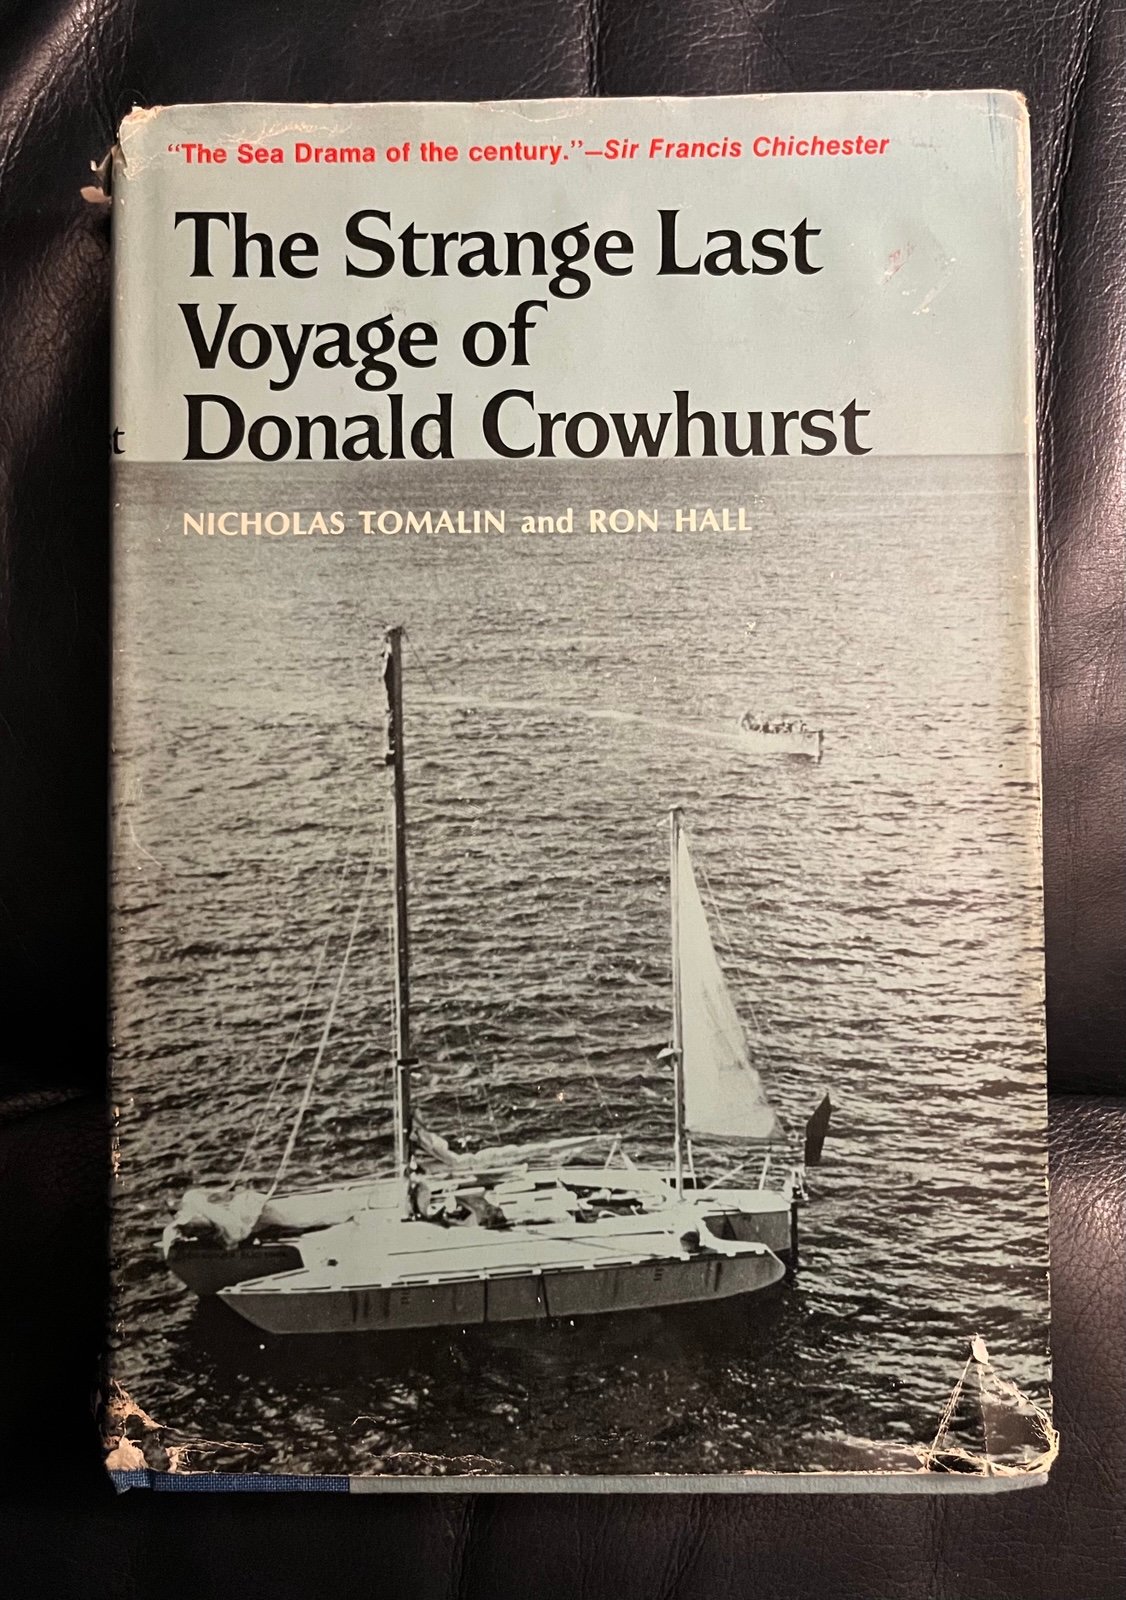 “The Sea Drama of the century.”—Sir Francis Chichester
The Strange Last
Voyage of
Donald Crowhurst
t
NICHOLAS TOMALIN and RON HALL